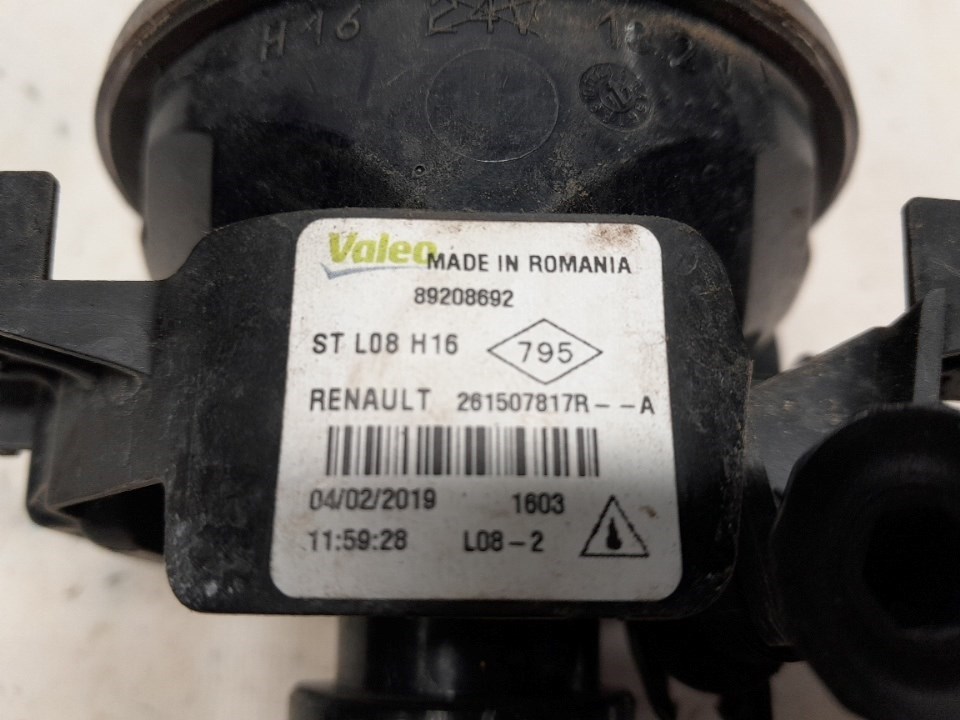 H16 24V
Valeo MADE IN ROMANIA
89208692
ST L08 H16 795
RENAULT 261507817R--A
04/02/2019 1603
11:59:28 L08-2